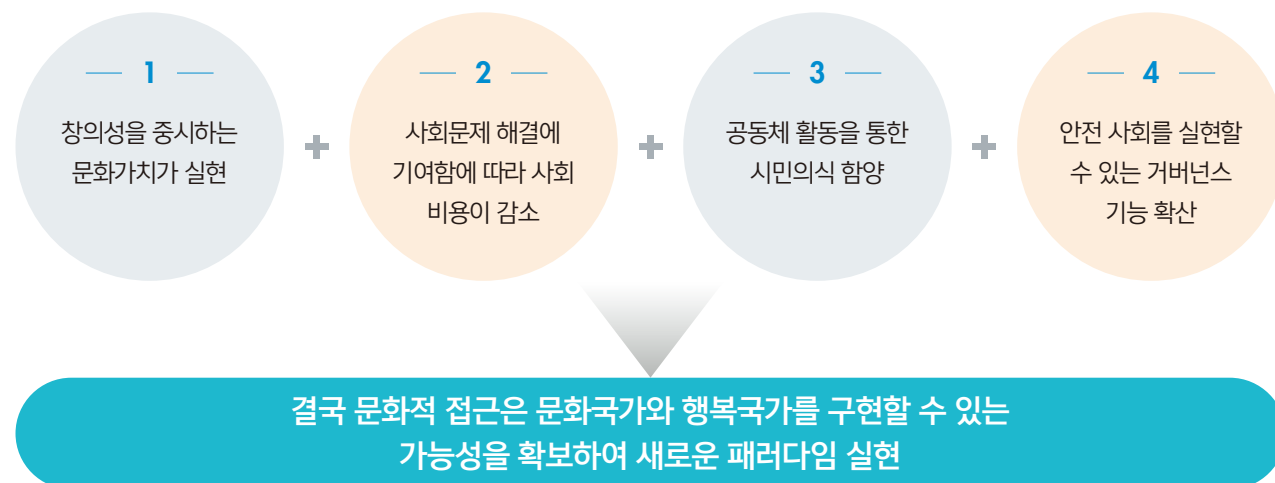 1
창의성을 중시하는
문화가치가 실현
2
사회문제 해결에
기여함에 따라 사회
비용이 감소
3
공동체 활동을 통한
시민의식 함양
4
안전 사회를 실현할
수 있는 거버넌스
기능 확산
결국 문화적 접근은 문화국가와 행복국가를 구현할 수 있는
가능성을 확보하여 새로운 패러다임 실현